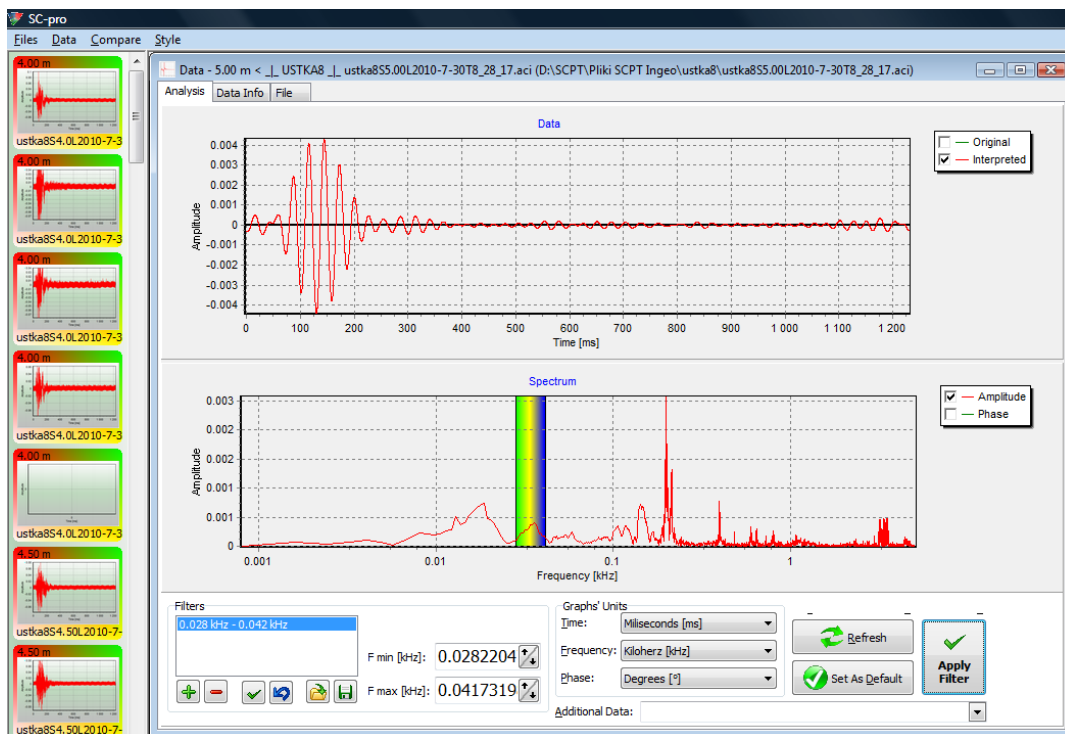 SC-pro
Files Data Compare Style
4.00 m
ustka8S4.0L2010-7-3
4.00 m
ustka8S4.0L2010-7-3
4.00 m
ustka8S4.0L2010-7-3
4.00 m
ustka8S4.0L2010-7-3
ustka8S4.0L2010-7-3
4.50 m
ustka8S4.50L2010-7-
4.50 m
ustka8S4.50L2010-7-
Data - 5.00 m < _|_ USTKA8 _|_ ustka8S5.00L2010-7-30T8_28_17.aci (D:\SCPT\Pliki SCPT Ingeo\ustka8\ustka8S5.00L2010-7-30T8_28_17.aci)
Analysis Data Info File
Data
Original
Interpreted
Amplitude
0.004
0.003
0.002
0.001
0
-0.001
-0.002
-0.003
-0.004
0 100 200 300 400 500 600 700 800 900 1 000 1 100 1 200
Time [ms]
Spectrum
Amplitude
Phase
Amplitude
0.003
0.002
0.002
0.001
0.001
0
0.001 0.01 0.1 1
Frequency [kHz]
Filters
0.028 kHz - 0.042 kHz
F min [kHz]: 0.0282204
F max [kHz]: 0.0417319
Graphs' Units
Time: Miliseconds [ms]
Frequency: Kiloherz [kHz]
Phase: Degrees [°]
Additional Data:
Refresh
Set As Default
Apply
Filter